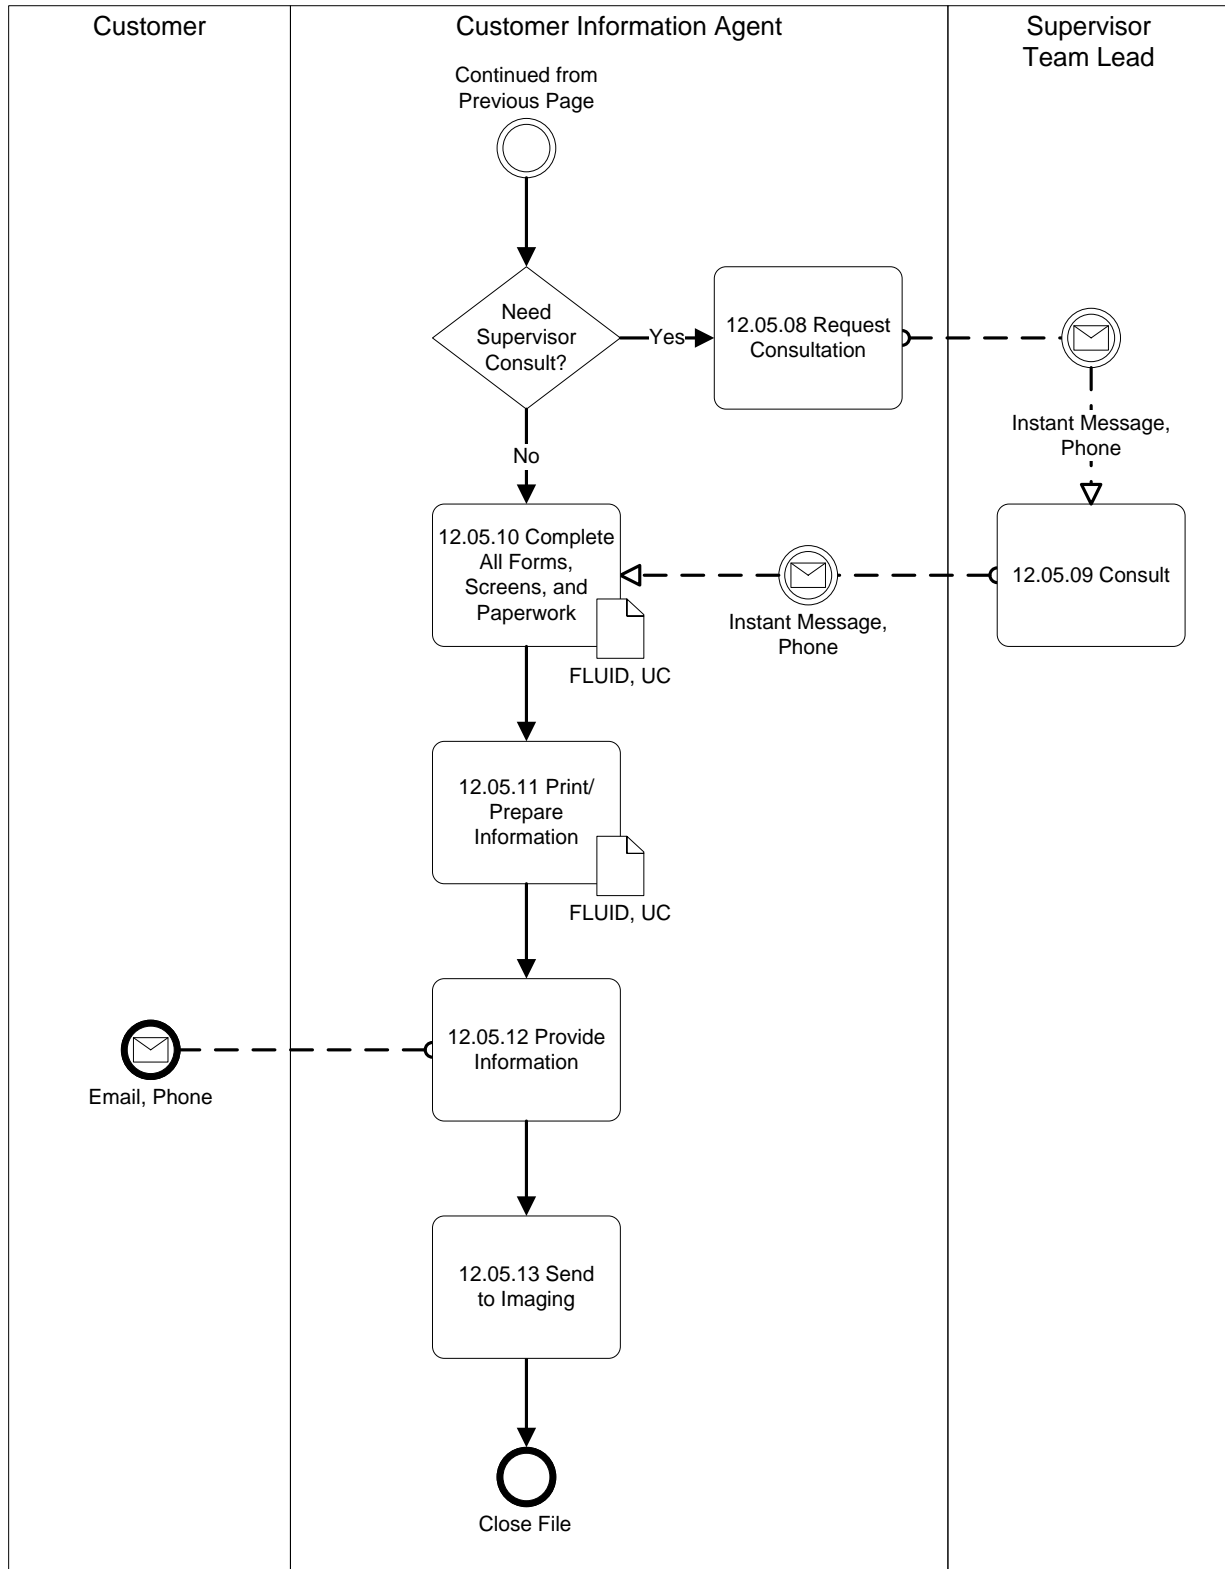 Customer
Customer Information Agent
Supervisor
Team Lead
Continued from
Previous Page
Need
Supervisor
Consult?
Yes
12.05.08 Request
Consultation
Instant Message,
Phone
No
12.05.10 Complete
All Forms,
Screens, and
Paperwork
FLUID, UC
Instant Message,
Phone
12.05.09 Consult
12.05.11 Print/
Prepare
Information
FLUID, UC
12.05.12 Provide
Information
Email, Phone
12.05.13 Send
to Imaging
Close File